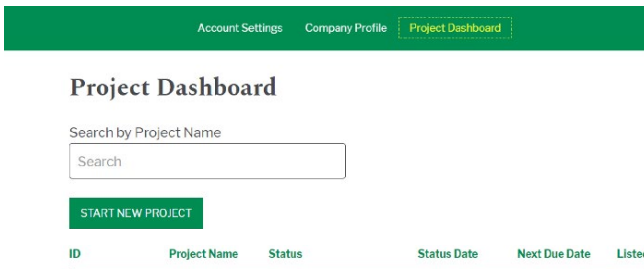 Account Settings Company Profile Project Dashboard
Project Dashboard
Search by Project Name
Search
START NEW PROJECT
ID Project Name Status Status Date Next Due Date